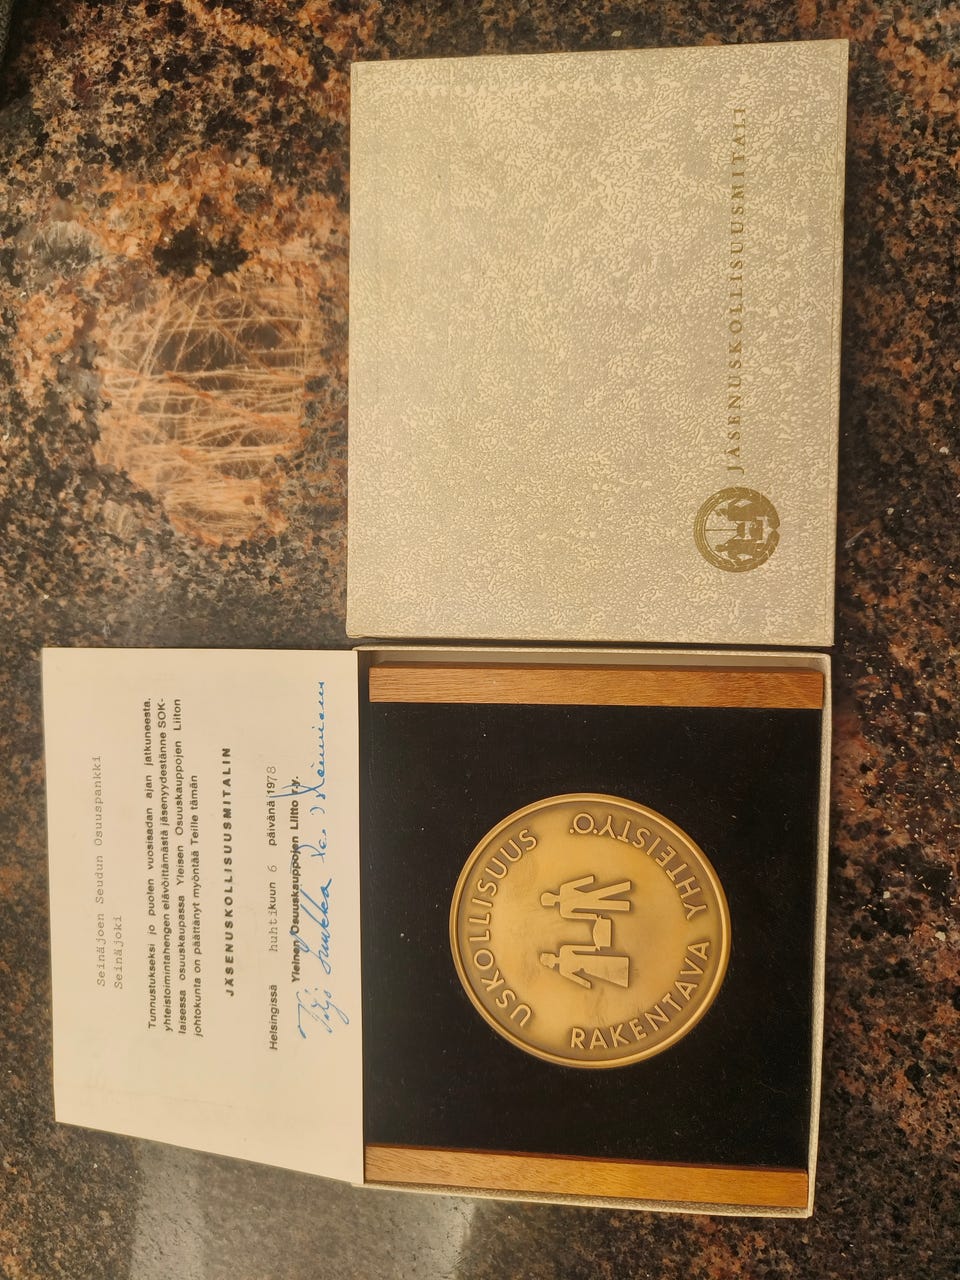 JÄSENUSKOLLISUUSMITALI
Seinäjoen Seudun Osuuspankki
Seinäjoki
Tunnustukseksi jo puolen vuosisadan ajan jatkuneesta,
yhteistoimintahengen elävöittämästä jäsenyydestänne SOK-
laisessa osuuskaupassa Yleisen Osuuskauppojen Liiton
johtokunta on päättänyt myöntää Teille tämän
JÄSENUSKOLLISUUSMITALIN
Helsingissä huhtikuun 6 päivänä 1978
Yleinen Osuuskauppojen Liitto r.y.
USKOLLISUUS
RAKENTAVA YHTEISTYÖ